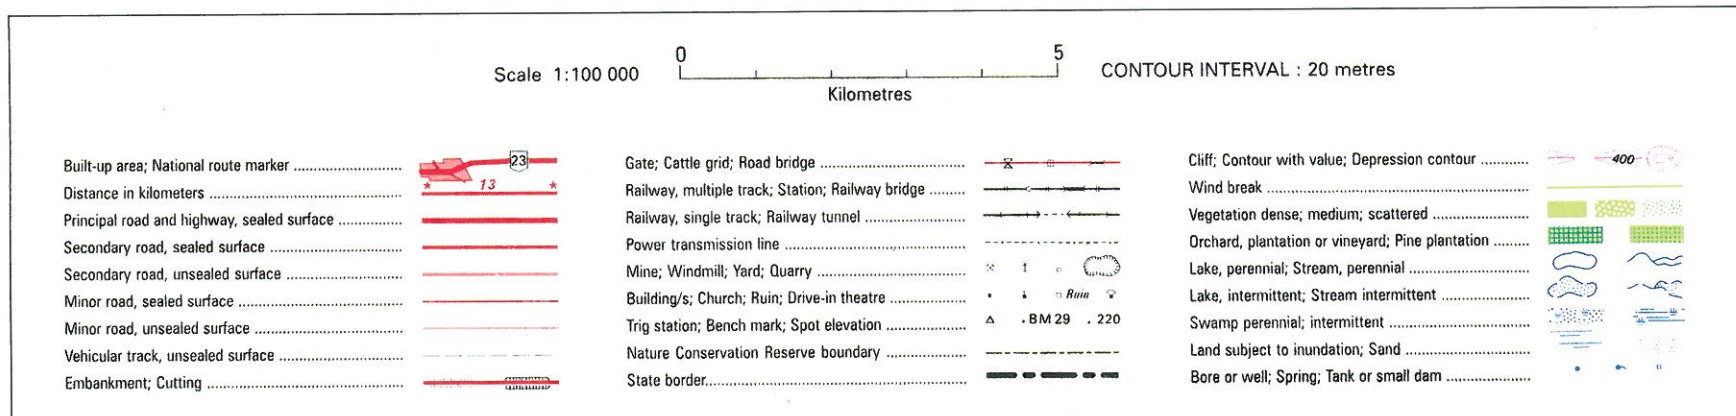 0 5
Scale 1:100 000
CONTOUR INTERVAL : 20 metres
Kilometres
Built-up area; National route marker ........ 23
Distance in kilometers ........ 13
Principal road and highway, sealed surface ........
Secondary road, sealed surface ........
Secondary road, unsealed surface ........
Minor road, sealed surface ........
Minor road, unsealed surface ........
Vehicular track, unsealed surface ........
Embankment; Cutting ........
Gate; Cattle grid; Road bridge ........
Railway, multiple track; Station; Railway bridge ........
Railway, single track; Railway tunnel ........
Power transmission line ........
Mine; Windmill; Yard; Quarry ........
Building/s; Church; Ruin; Drive-in theatre ........ Ruin
Trig station; Bench mark; Spot elevation ........ .BM 29 . 220
Nature Conservation Reserve boundary ........
State border........
Cliff; Contour with value; Depression contour ........ 400
Wind break ........
Vegetation dense; medium; scattered ........
Orchard, plantation or vineyard; Pine plantation ........
Lake, perennial; Stream, perennial ........
Lake, intermittent; Stream intermittent ........
Swamp perennial; intermittent ........
Land subject to inundation; Sand ........
Bore or well; Spring; Tank or small dam ........